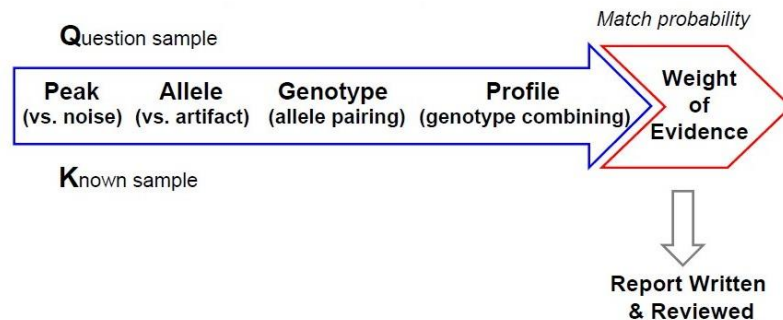 Match probability
Question sample
Peak Allele Genotype Profile
(vs. noise) (vs. artifact) (allele pairing) (genotype combining)
Weight
of
Evidence
Known sample
Report Written
& Reviewed